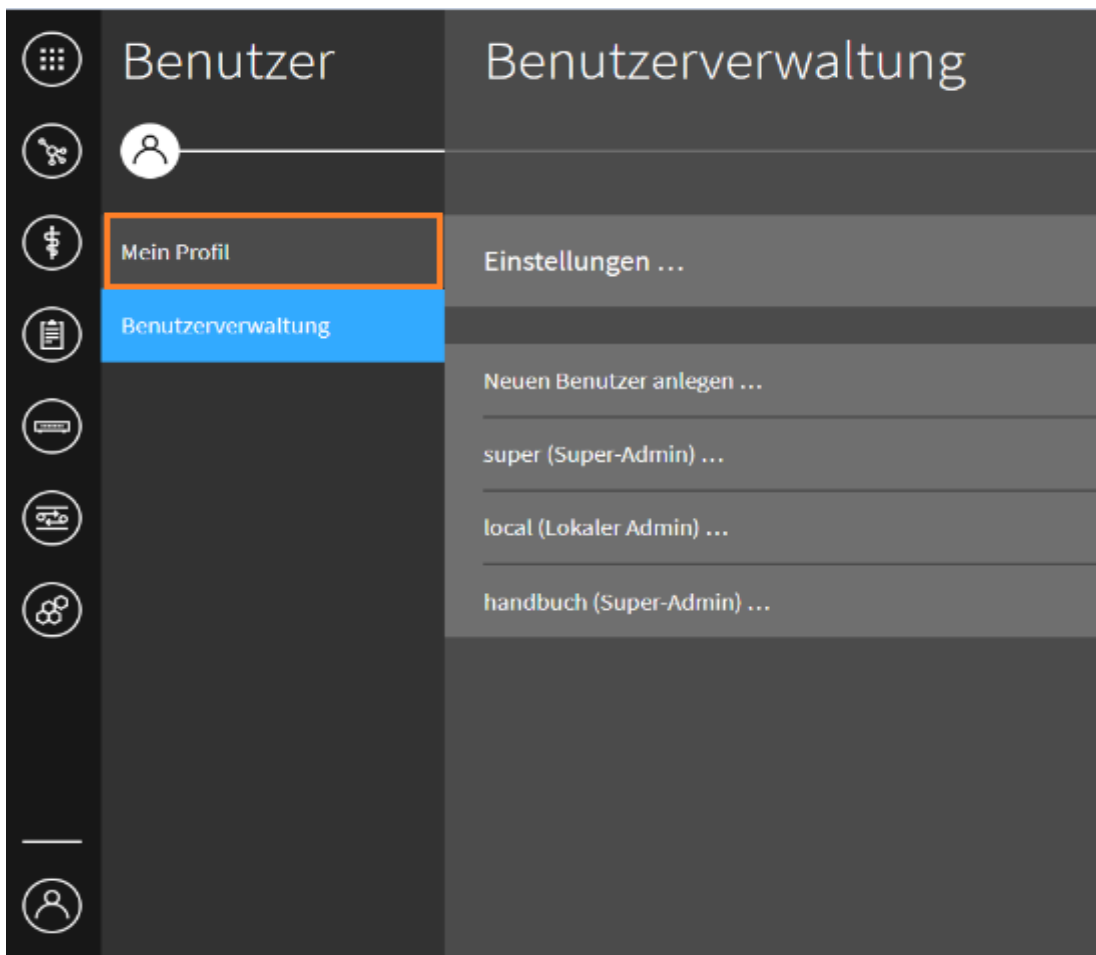 Benutzer
Benutzerverwaltung
Mein Profil
Benutzerverwaltung
Einstellungen ...
Neuen Benutzer anlegen ...
super (Super-Admin) ...
local (Lokaler Admin) ...
handbuch (Super-Admin) ...